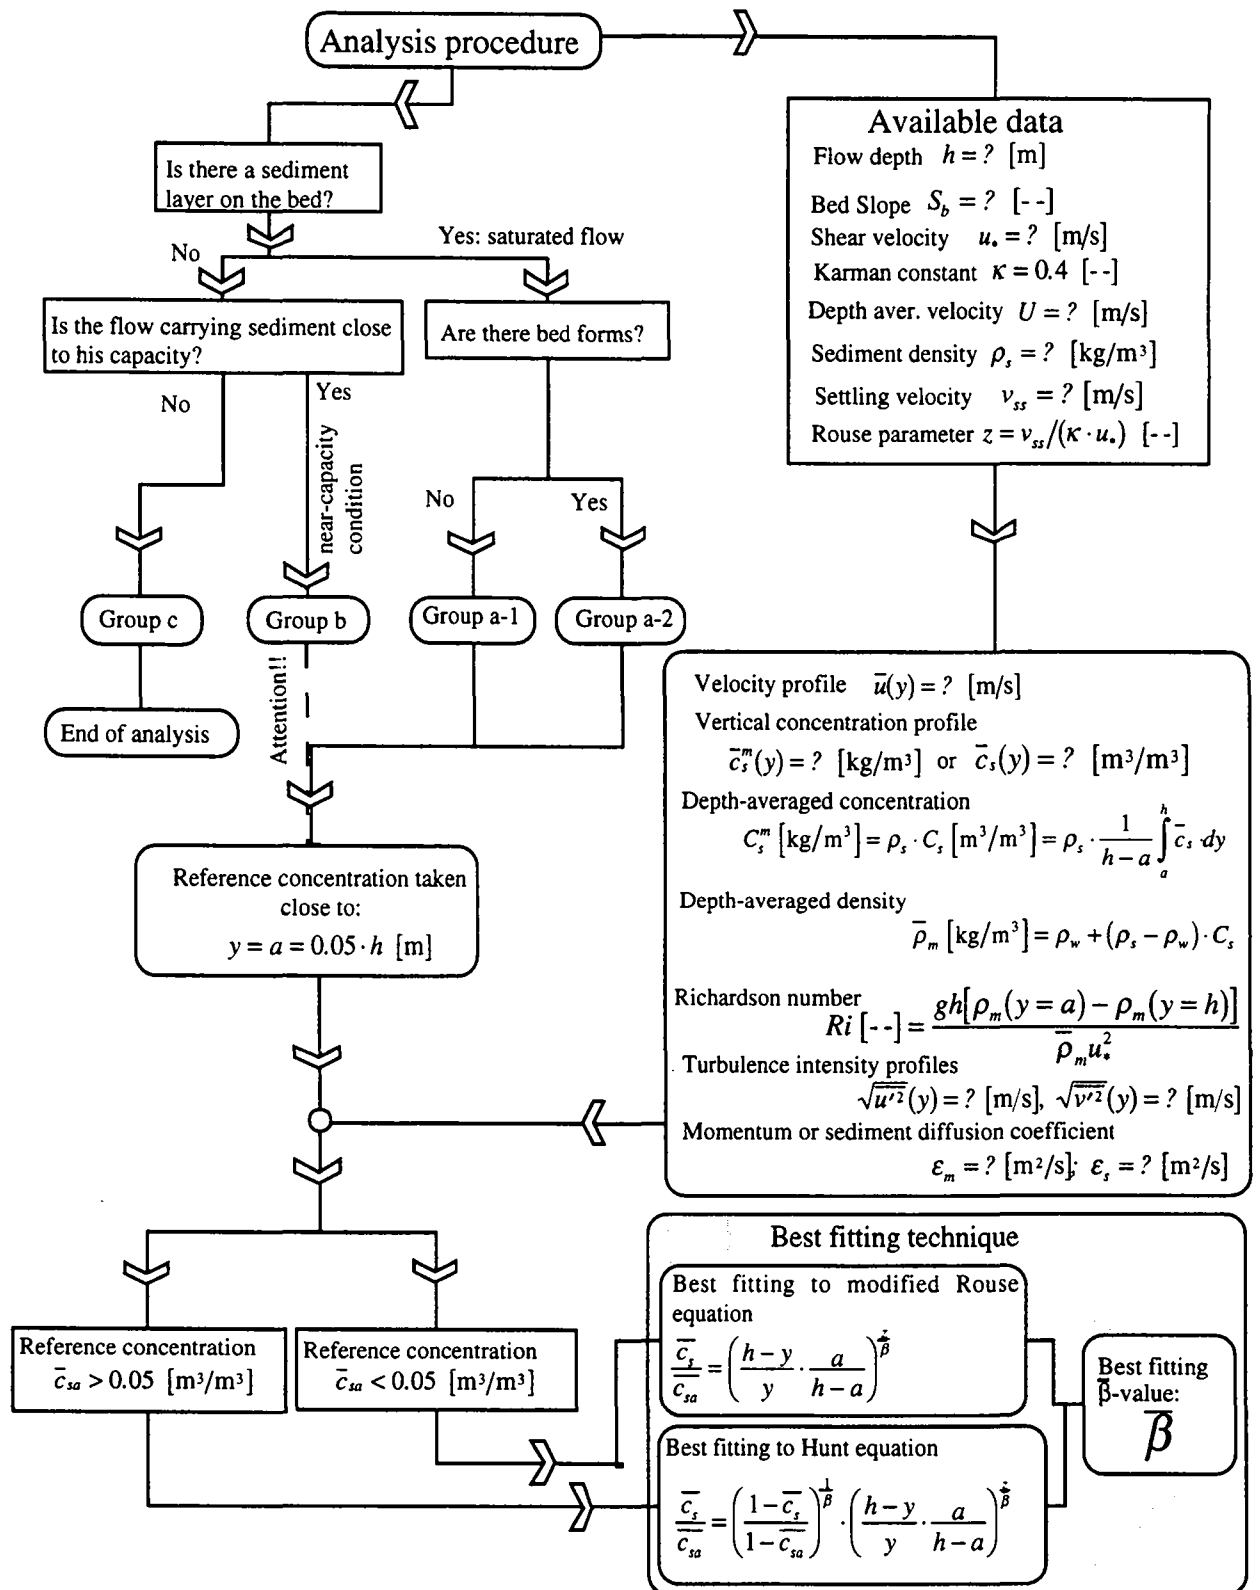 Analysis procedure
Is there a sediment
layer on the bed?
No
Yes: saturated flow
Is the flow carrying sediment close
to his capacity?
Are there bed forms?
No
Yes
near-capacity
condition
No
Yes
Group c
Group b
Group a-1
Group a-2
Attention!!
End of analysis
Reference concentration taken
close to:
y = a = 0.05 · h [m]
Available data
Flow depth h = ? [m]
Bed Slope S_b = ? [- -]
Shear velocity u_* = ? [m/s]
Karman constant κ = 0.4 [- -]
Depth aver. velocity U = ? [m/s]
Sediment density ρ_s = ? [kg/m³]
Settling velocity v_ss = ? [m/s]
Rouse parameter z = v_ss/(κ · u_*) [- -]
Velocity profile u̅(y) = ? [m/s]
Vertical concentration profile
c̅_s^m(y) = ? [kg/m³] or c̅_s(y) = ? [m³/m³]
Depth-averaged concentration
C_s^m [kg/m³] = ρ_s · C_s [m³/m³] = ρ_s · 1/(h − a) ∫_a^h c̅_s · dy
Depth-averaged density
ρ̅_m [kg/m³] = ρ_w + (ρ_s − ρ_w) · C_s
Richardson number
Ri [- -] = gh[ρ_m(y = a) − ρ_m(y = h)] / ρ̅_m u_*²
Turbulence intensity profiles
√u̅'²(y) = ? [m/s], √v̅'²(y) = ? [m/s]
Momentum or sediment diffusion coefficient
ε_m = ? [m²/s]; ε_s = ? [m²/s]
Reference concentration
c̅_sa > 0.05 [m³/m³]
Reference concentration
c̅_sa < 0.05 [m³/m³]
Best fitting technique
Best fitting to modified Rouse
equation
c̅_s/c̅_sa = ((h − y)/y · a/(h − a))^(z/β)
Best fitting to Hunt equation
c̅_s/c̅_sa = ((1 − c̅_s)/(1 − c̅_sa))^(1/β) · ((h − y)/y · a/(h − a))^(z/β)
Best fitting
β̅-value:
β̅